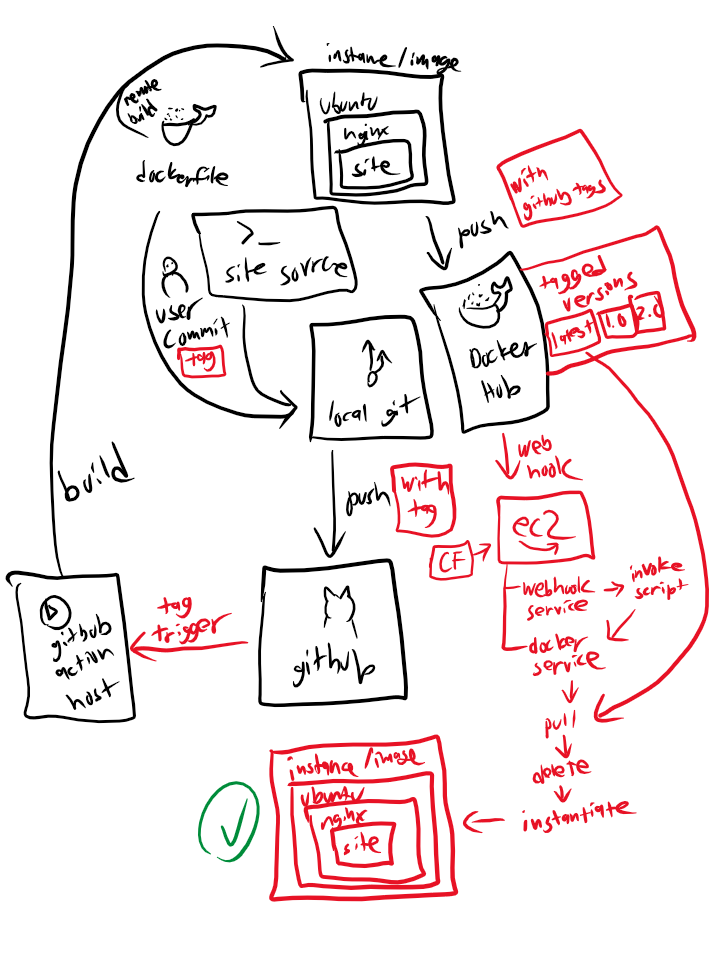 instane/image
remote
build
ubuntu
nginx
site
dockerfile
with
github tags
push
>_
site source
tagged
versions
latest
1.0
2.0
user
commit
tag
Docker
Hub
local git
web
hook
build
push
with
tag
ec2
CF
webhook
service
invoke
script
docker
service
tag
trigger
github
action
host
github
pull
delete
instantiate
instance/image
ubuntu
nginx
site